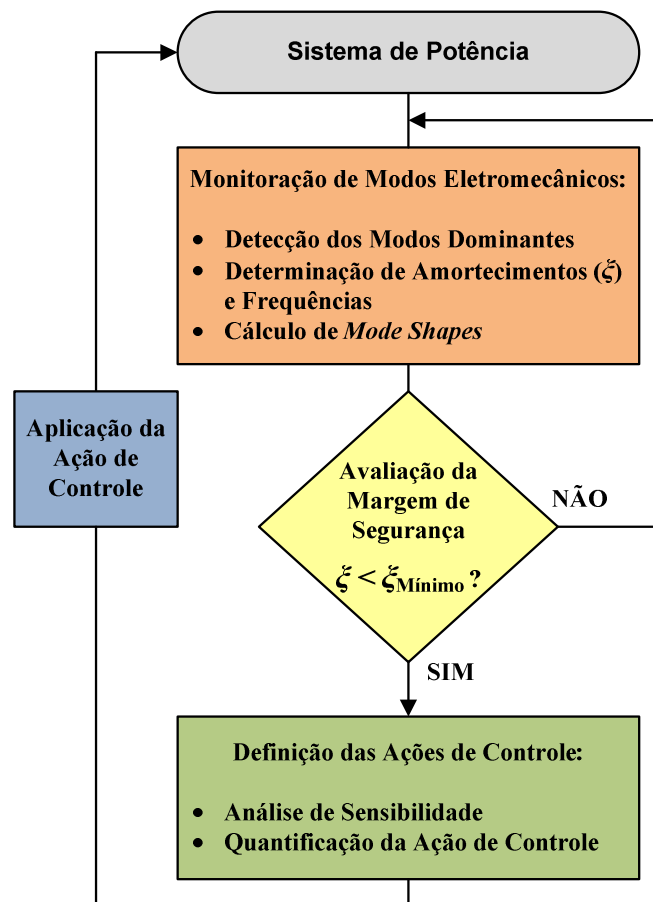 Sistema de Potência
Monitoração de Modos Eletromecânicos:
• Detecção dos Modos Dominantes
• Determinação de Amortecimentos (ξ)
e Frequências
• Cálculo de Mode Shapes
Aplicação da
Ação de
Controle
Avaliação da
Margem de
Segurança
ξ < ξMínimo ?
NÃO
SIM
Definição das Ações de Controle:
• Análise de Sensibilidade
• Quantificação da Ação de Controle